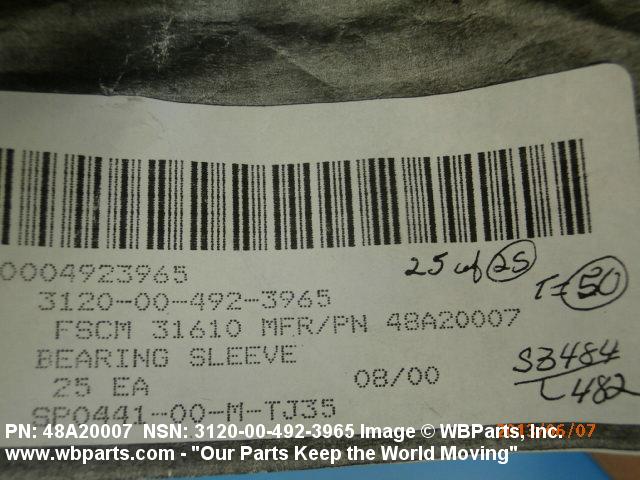 0004923965
25 of 25
3120-00-492-3965
T=50
FSCM 31610 MFR/PN 48A20007
BEARING SLEEVE
25 EA
08/00
S3484
L482
SPO441-00-M-TJ35
PN: 48A20007 NSN: 3120-00-492-3965 Image © WBParts, Inc.
www.wbparts.com - "Our Parts Keep the World Moving"